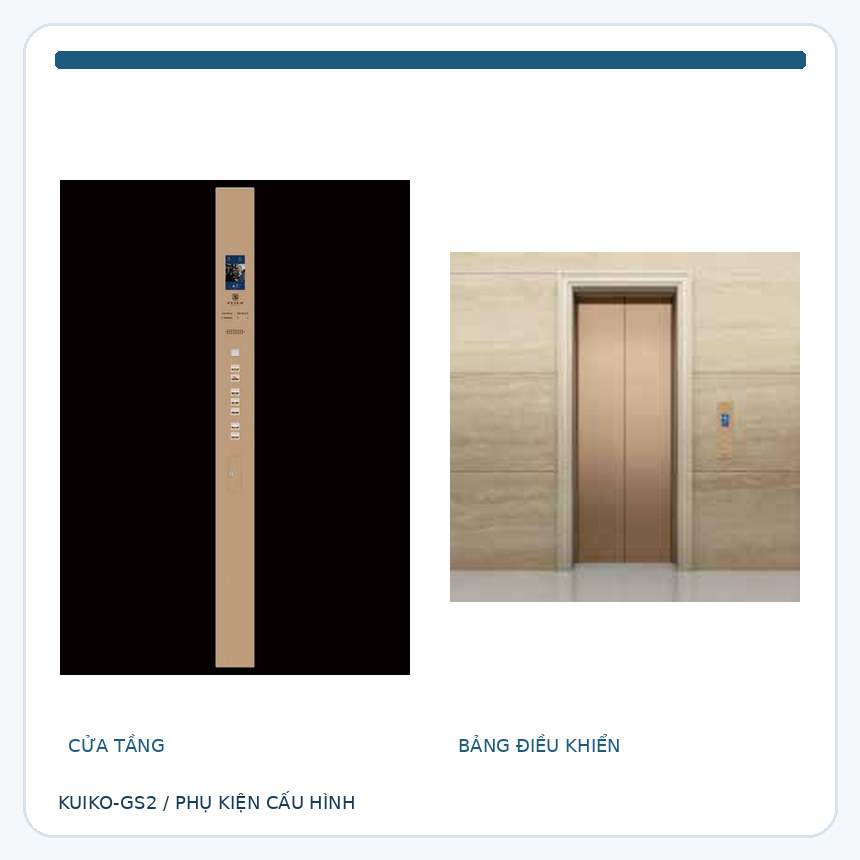 CỬA TẦNG
BẢNG ĐIỀU KHIỂN
KUIKO-GS2 / PHỤ KIỆN CẤU HÌNH